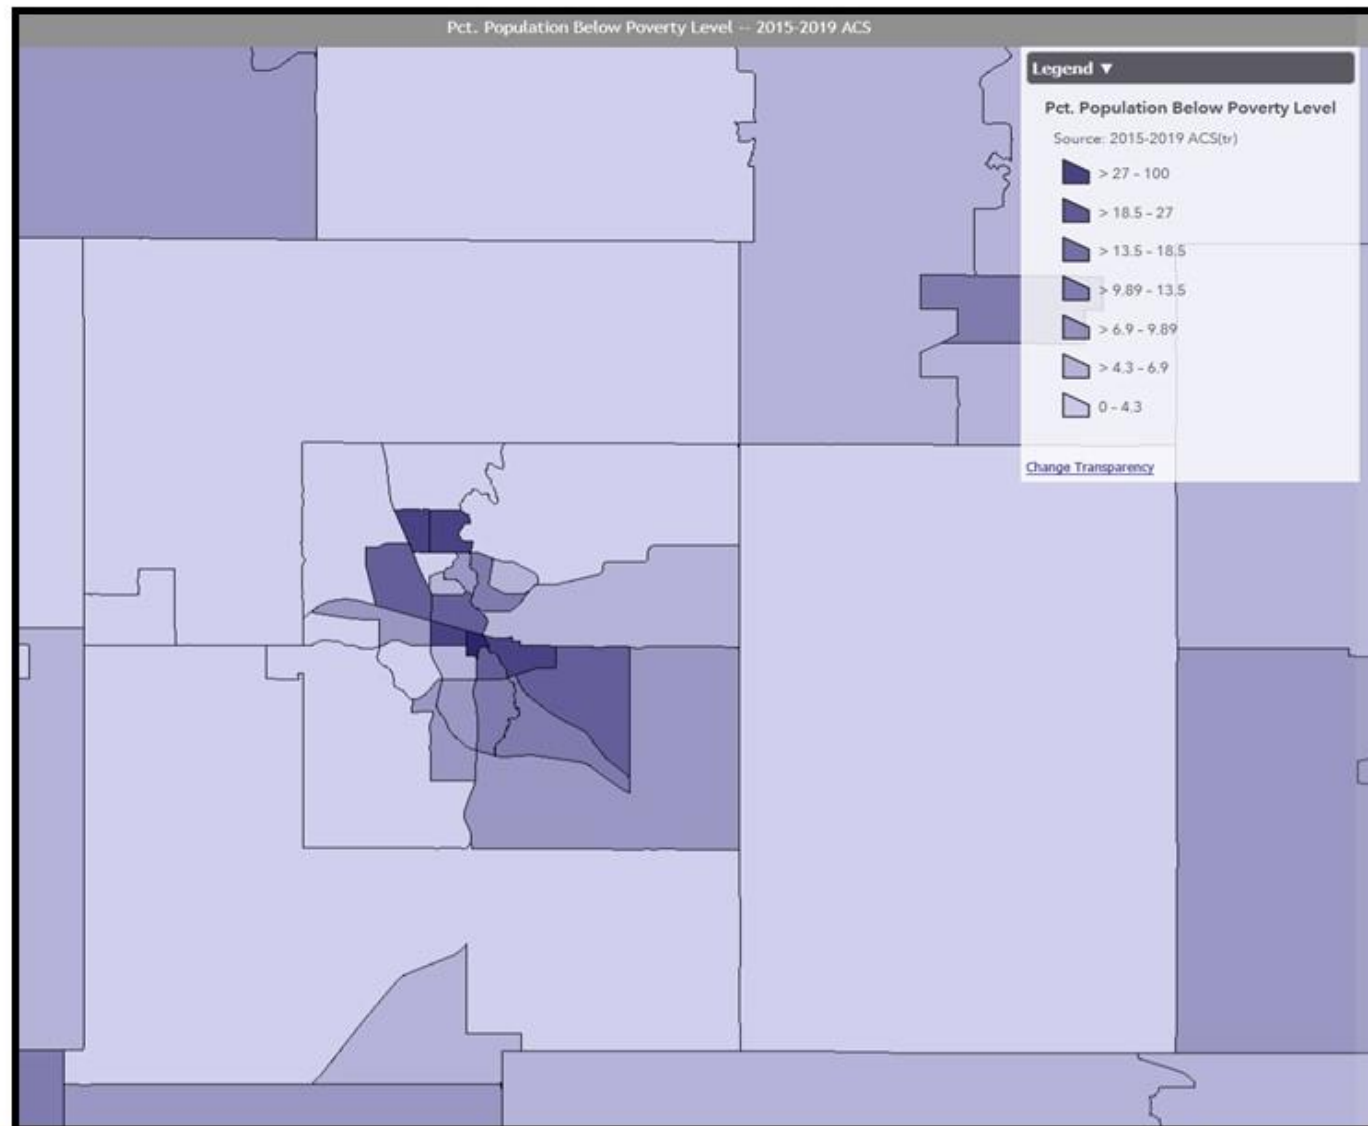 Pct. Population Below Poverty Level -- 2015-2019 ACS
Legend ▼
Pct. Population Below Poverty Level
Source: 2015-2019 ACS(tr)
> 27 - 100
> 18.5 - 27
> 13.5 - 18.5
> 9.89 - 13.5
> 6.9 - 9.89
> 4.3 - 6.9
0 - 4.3
Change Transparency